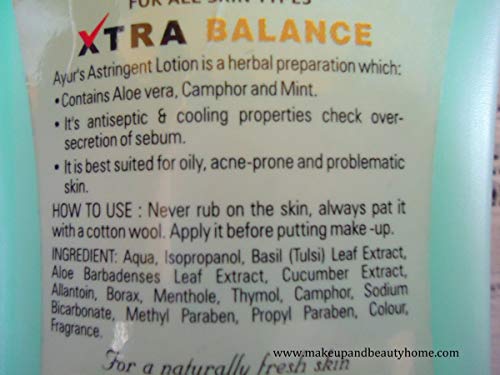 FOR ALL SKIN TYPES
XTRA BALANCE
Ayur's Astringent Lotion is a herbal preparation which:
• Contains Aloe vera, Camphor and Mint.
• It's antiseptic & cooling properties check over-
secretion of sebum.
• It is best suited for oily, acne-prone and problematic
skin.
HOW TO USE : Never rub on the skin, always pat it
with a cotton wool. Apply it before putting make -up.
INGREDIENT: Aqua, Isopropanol, Basil (Tulsi) Leaf Extract,
Aloe Barbadenses Leaf Extract, Cucumber Extract,
Allantoin, Borax, Menthole, Thymol, Camphor, Sodium
Bicarbonate, Methyl Paraben, Propyl Paraben, Colour,
Fragrance.
For a naturally fresh skin
www.makeupandbeautyhome.com